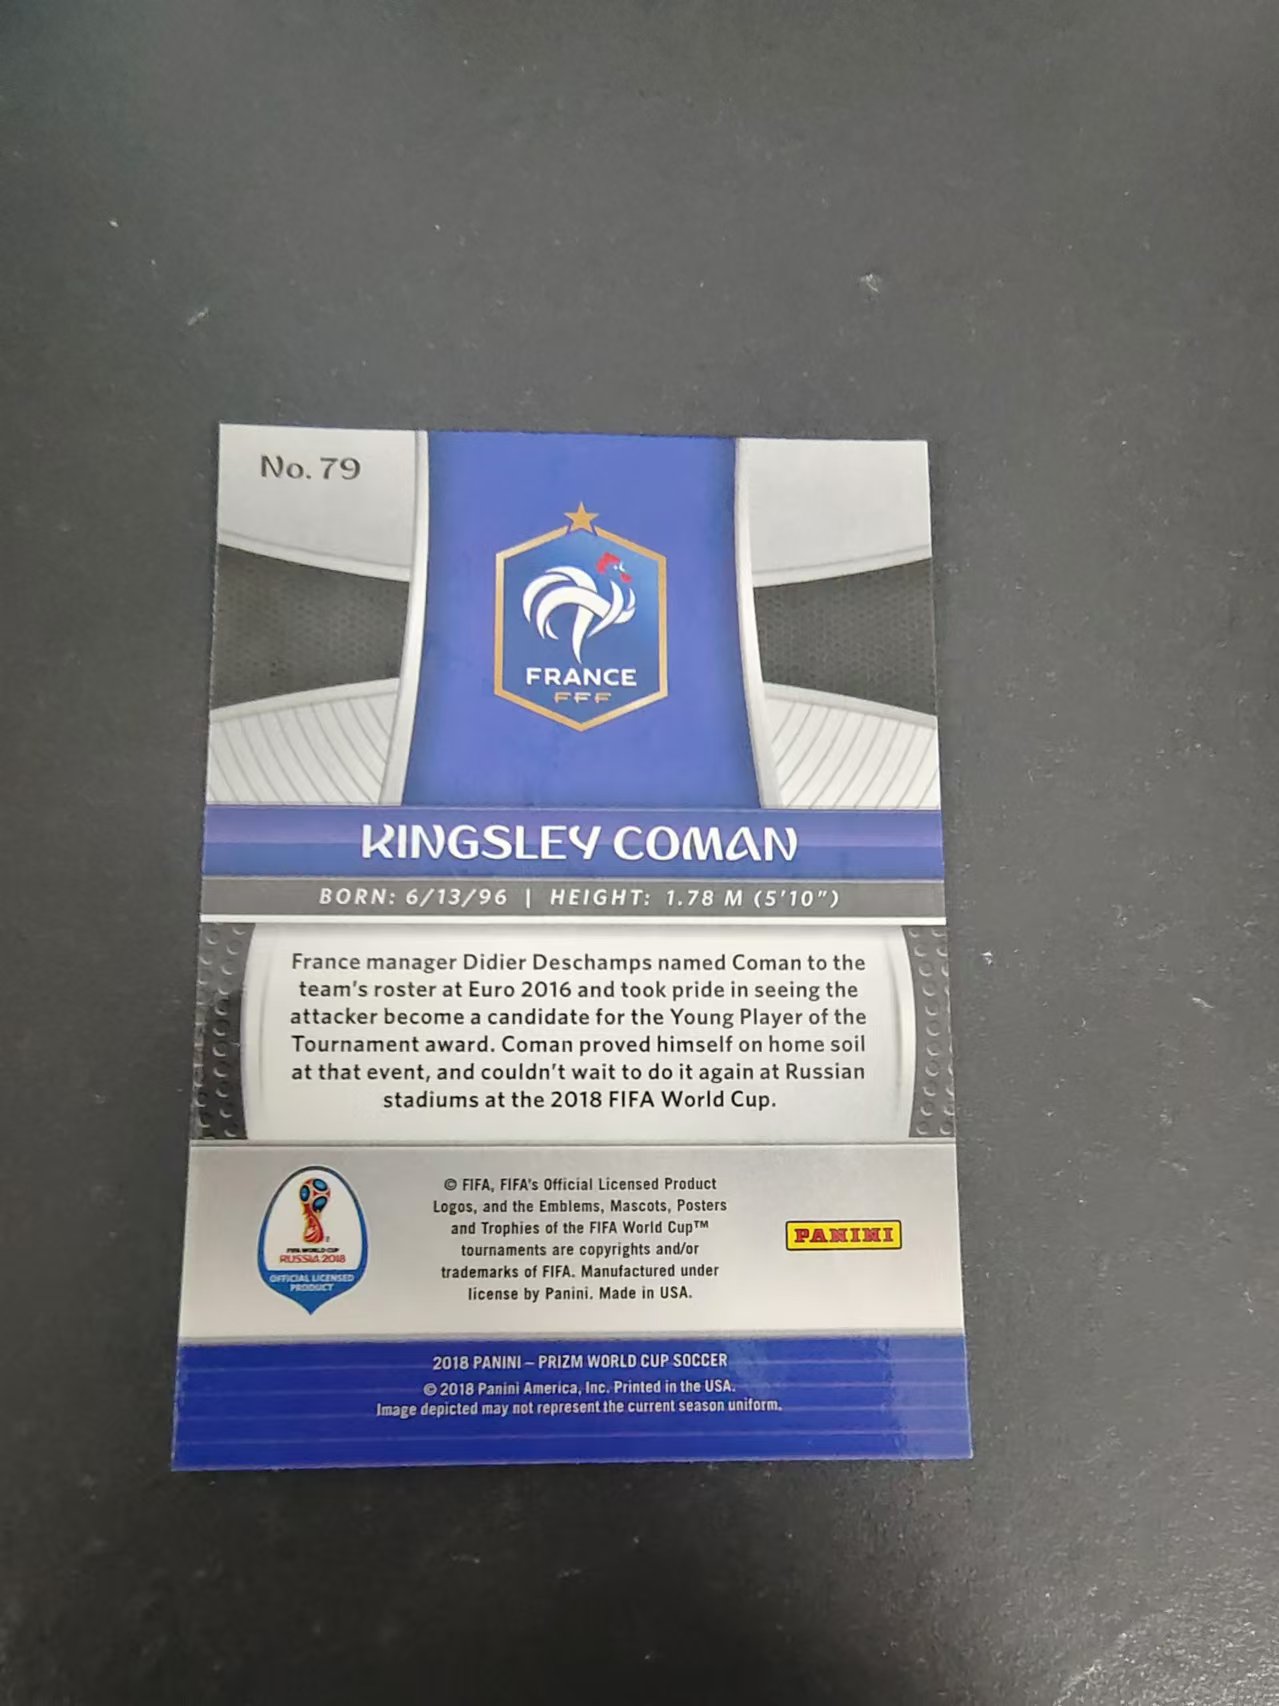 No. 79
FRANCE
FFF
KINGSLEY COMAN
BORN: 6/13/96 | HEIGHT: 1.78 M (5'10")
France manager Didier Deschamps named Coman to the
team's roster at Euro 2016 and took pride in seeing the
attacker become a candidate for the Young Player of the
Tournament award. Coman proved himself on home soil
at that event, and couldn't wait to do it again at Russian
stadiums at the 2018 FIFA World Cup.
FIFA WORLD CUP
RUSSIA 2018
OFFICIAL LICENSED
PRODUCT
© FIFA, FIFA's Official Licensed Product
Logos, and the Emblems, Mascots, Posters
and Trophies of the FIFA World Cup™
tournaments are copyrights and/or
trademarks of FIFA. Manufactured under
license by Panini. Made in USA.
PANINI
2018 PANINI – PRIZM WORLD CUP SOCCER
© 2018 Panini America, Inc. Printed in the USA.
Image depicted may not represent the current season uniform.